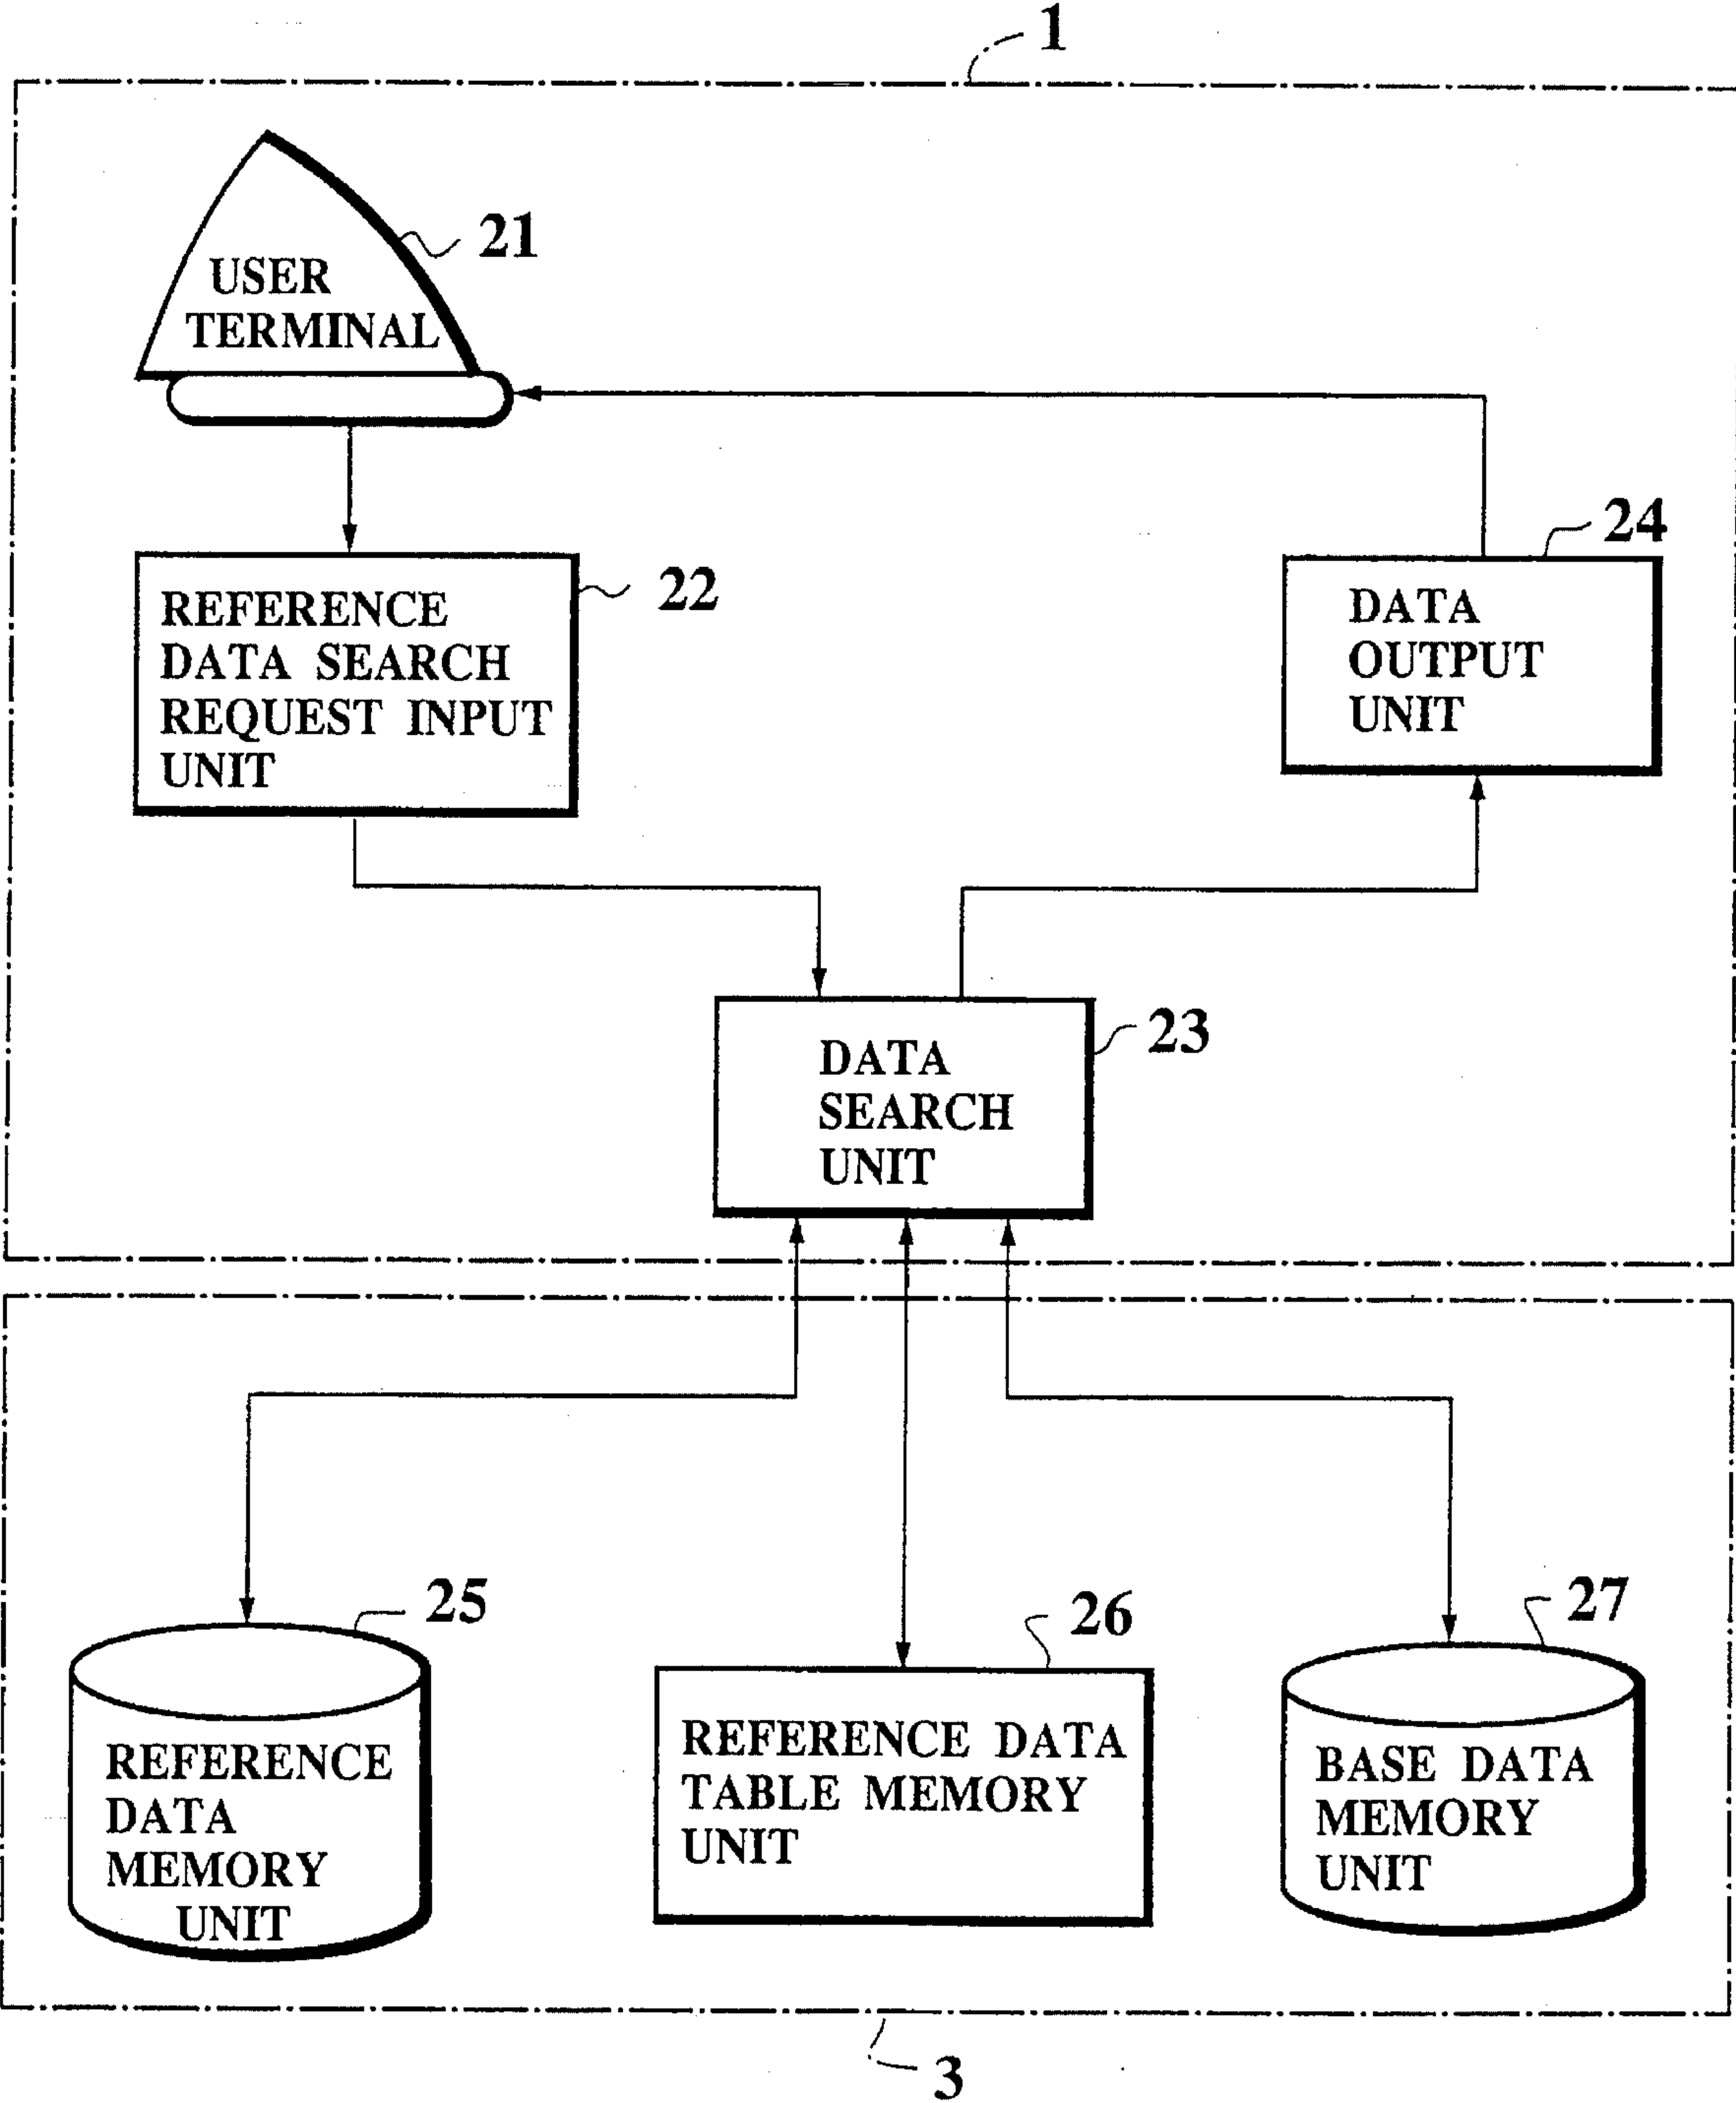 1
21
USER
TERMINAL
24
22
REFERENCE
DATA SEARCH
REQUEST INPUT
UNIT
DATA
OUTPUT
UNIT
23
DATA
SEARCH
UNIT
25
26
27
REFERENCE
DATA
MEMORY
UNIT
REFERENCE DATA
TABLE MEMORY
UNIT
BASE DATA
MEMORY
UNIT
3